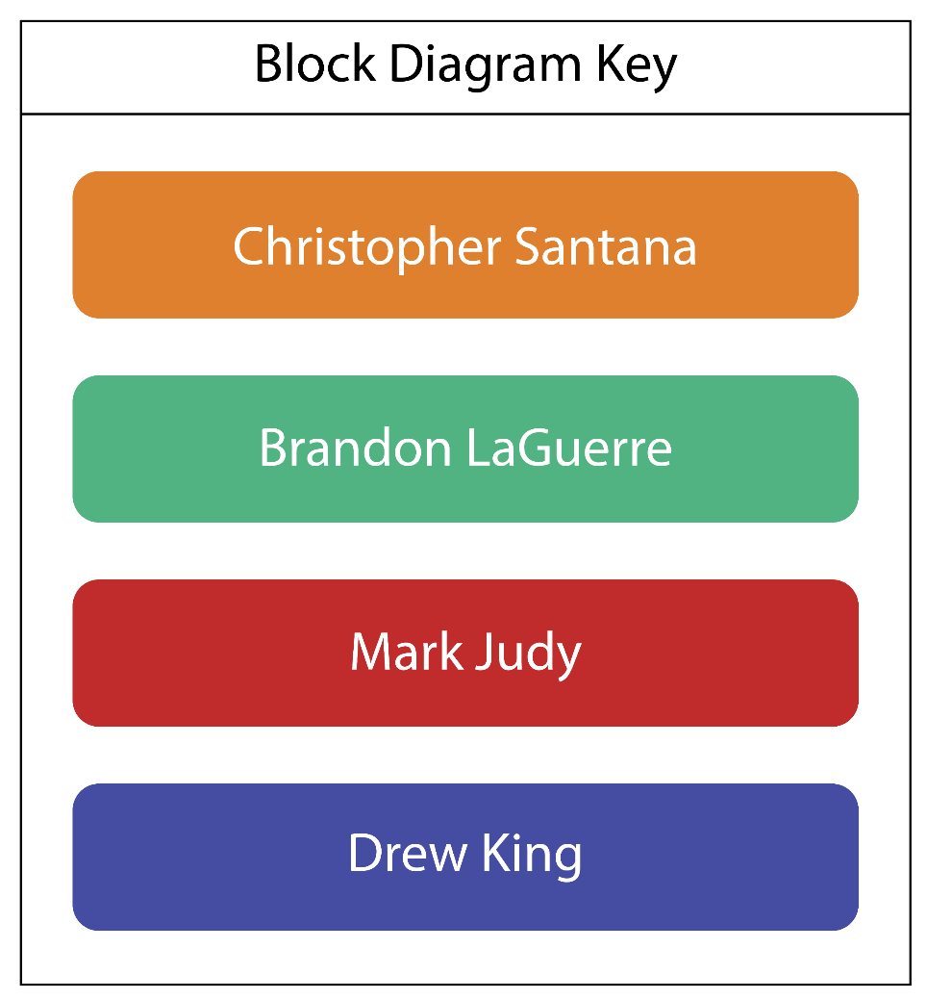 Block Diagram Key
Christopher Santana
Brandon LaGuerre
Mark Judy
Drew King